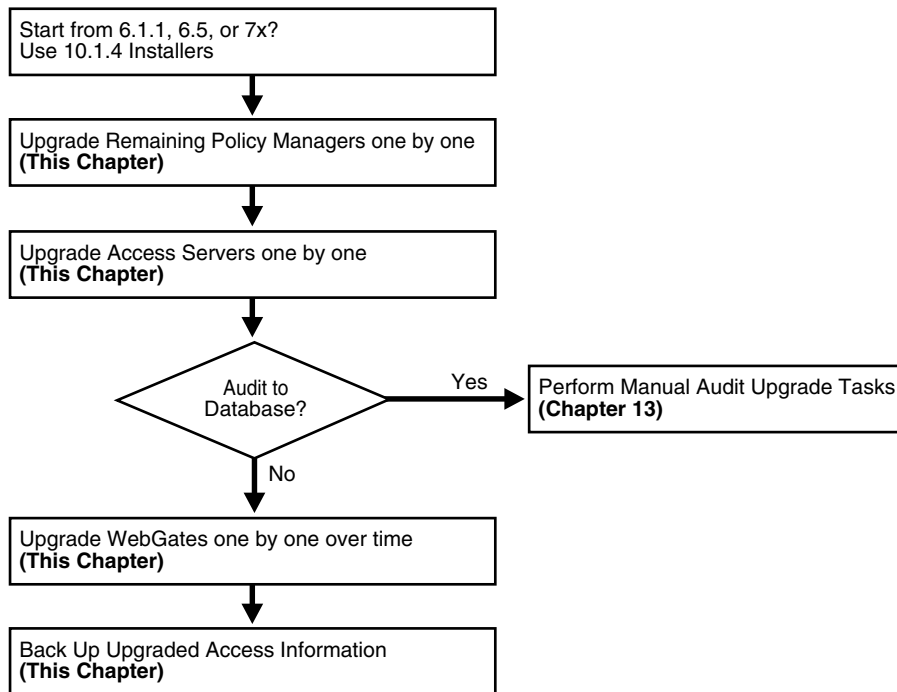 Start from 6.1.1, 6.5, or 7x?
Use 10.1.4 Installers
Upgrade Remaining Policy Managers one by one
(This Chapter)
Upgrade Access Servers one by one
(This Chapter)
Audit to
Database?
Yes
Perform Manual Audit Upgrade Tasks
(Chapter 13)
No
Upgrade WebGates one by one over time
(This Chapter)
Back Up Upgraded Access Information
(This Chapter)